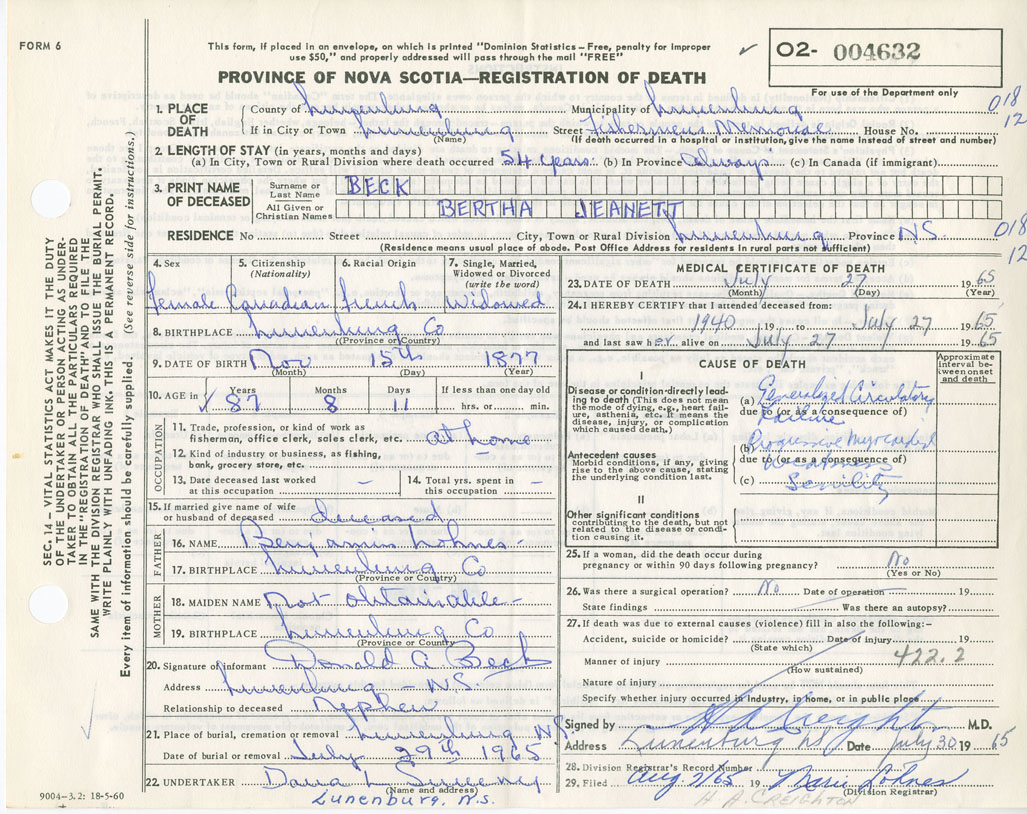 FORM 6
This form, if placed in an envelope, on which is printed "Dominion Statistics – Free, penalty for improper
use $50," and properly addressed will pass through the mail "FREE"
✓ O2- 004632
PROVINCE OF NOVA SCOTIA—REGISTRATION OF DEATH
For use of the Department only
1. PLACE OF DEATH
County of Lunenburg Municipality of Lunenburg 018
If in City or Town Lunenburg Street Fishermens Memorial House No. 12
(Name) (If death occurred in a hospital or institution, give the name instead of street and number)
2. LENGTH OF STAY (in years, months and days)
(a) In City, Town or Rural Division where death occurred 54 years (b) In Province Always (c) In Canada (if immigrant)
3. PRINT NAME OF DECEASED
Surname or Last Name BECK
All Given or Christian Names BERTHA JEANETT
RESIDENCE No Street City, Town or Rural Division Lunenburg Province N.S. 018
(Residence means usual place of abode. Post Office Address for residents in rural parts not sufficient) 12
4. Sex 5. Citizenship (Nationality) 6. Racial Origin 7. Single, Married, Widowed or Divorced (write the word)
Female Canadian French Widowed
8. BIRTHPLACE Lunenburg Co
(Province or Country)
9. DATE OF BIRTH Nov 15th 1877
(Month) (Day) (Year)
10. AGE in Years Months Days If less than one day old
✓ 87 8 11 hrs. or min.
OCCUPATION
11. Trade, profession, or kind of work as
fisherman, office clerk, sales clerk, etc. at home
12. Kind of industry or business, as fishing,
bank, grocery store, etc. –
13. Date deceased last worked at this occupation –
14. Total yrs. spent in this occupation –
15. If married give name of wife
or husband of deceased deceased
FATHER
16. NAME Benjamin Lohnes
17. BIRTHPLACE Lunenburg Co
(Province or Country)
MOTHER
18. MAIDEN NAME Not obtainable –
19. BIRTHPLACE Lunenburg Co
(Province or Country)
20. Signature of informant Ronald A Beck
Address Lunenburg – N.S.
Relationship to deceased Nephew
21. Place of burial, cremation or removal Lunenburg N.S.
Date of burial or removal July 29th 1965
22. UNDERTAKER Dana L Sweeny
(Name and address)
Lunenburg, N.S.
MEDICAL CERTIFICATE OF DEATH
23. DATE OF DEATH July 27 1965
(Month) (Day) (Year)
24. I HEREBY CERTIFY that I attended deceased from:
1940 19 to July 27 1965
and last saw her alive on July 27 1965
CAUSE OF DEATH
Approximate interval between onset and death
I
Disease or condition directly leading to death (This does not mean the mode of dying, e.g., heart failure, asthenia, etc. It means the disease, injury, or complication which caused death.)
(a) Generalized Circulatory Failure
due to (or as a consequence of)
Antecedent causes
Morbid conditions, if any, giving rise to the above cause, stating the underlying condition last.
(b) Progressive Myocardial Weakness
due to (or as a consequence of)
(c) Senility
II
Other significant conditions
contributing to the death, but not related to the disease or condition causing it.
25. If a woman, did the death occur during
pregnancy or within 90 days following pregnancy? No
(Yes or No)
26. Was there a surgical operation? No Date of operation 19
State findings Was there an autopsy?
27. If death was due to external causes (violence) fill in also the following:-
Accident, suicide or homicide? Date of injury 19
(State which)
Manner of injury 422.2
(How sustained)
Nature of injury
Specify whether injury occurred in industry, in home, or in public place
Signed by H A Creighton M.D.
Address Lunenburg NS Date July 30 1965
28. Division Registrar's Record Number
29. Filed Aug 2/65 19 Marie Lohnes
(Division Registrar)
H. A. CREIGHTON
SEC. 14 – VITAL STATISTICS ACT MAKES IT THE DUTY
OF THE UNDERTAKER OR PERSON ACTING AS UNDER-
TAKER TO OBTAIN ALL THE PARTICULARS REQUIRED
IN THE "REGISTRATION OF DEATH" AND TO FILE THE
SAME WITH THE DIVISION REGISTRAR WHO SHALL ISSUE THE BURIAL PERMIT.
WRITE PLAINLY WITH UNFADING INK. THIS IS A PERMANENT RECORD.
Every item of information should be carefully supplied. (See reverse side for instructions.)
9004–3.2: 18-5-60